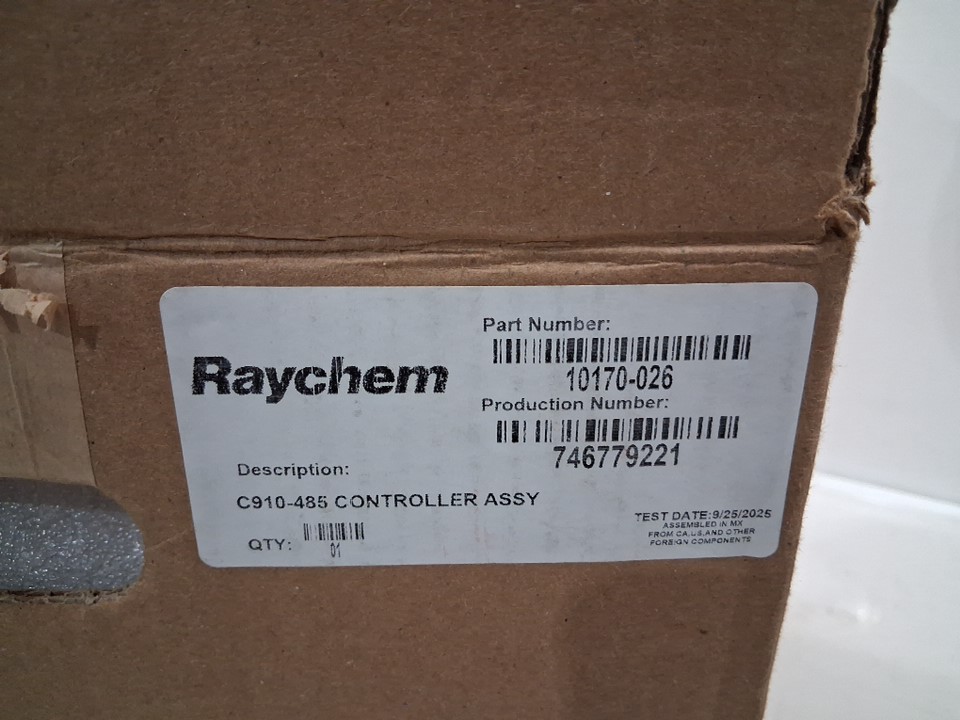 Raychem
Part Number:
10170-026
Production Number:
746779221
Description:
C910-485 CONTROLLER ASSY
QTY:
01
TEST DATE:9/25/2025
ASSEMBLED IN MX
FROM CA,US,AND OTHER
FOREIGN COMPONENTS